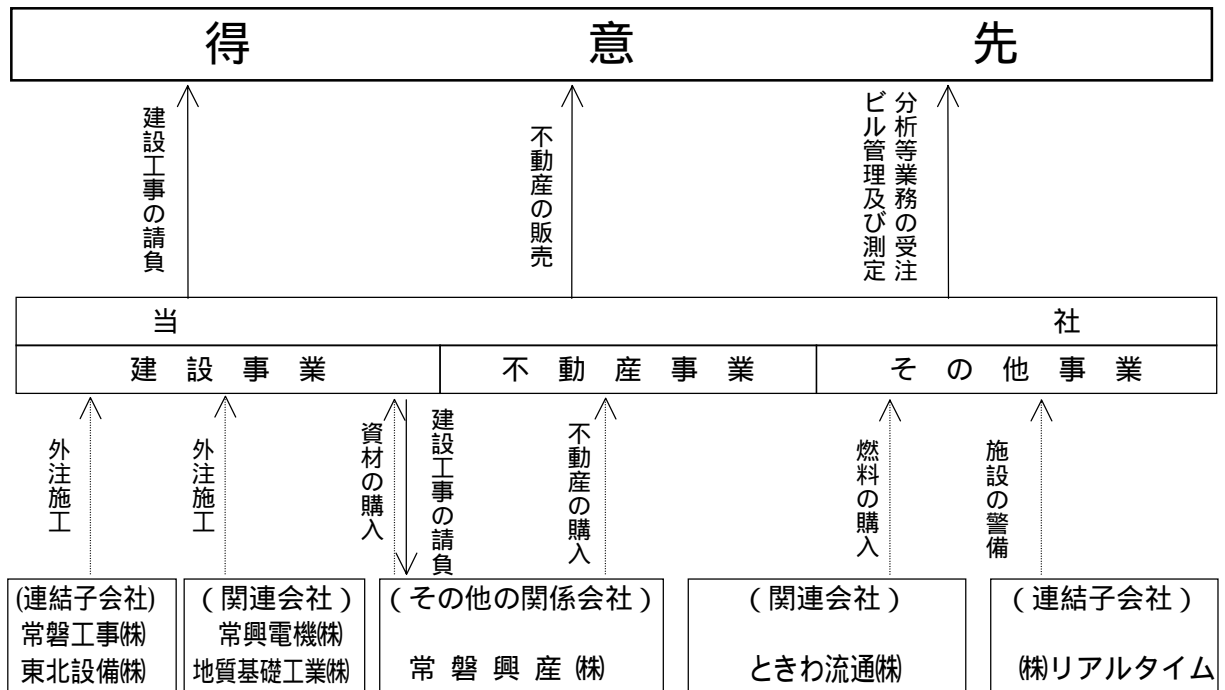 得意先
建設工事の請負
不動産の販売
分析等業務の受注
ビル管理及び測定
当社
建設事業
不動産事業
その他事業
外注施工
外注施工
資材の購入
建設工事の請負
不動産の購入
燃料の購入
施設の警備
(連結子会社)
常磐工事㈱
東北設備㈱
(関連会社)
常興電機㈱
地質基礎工業㈱
(その他の関係会社)
常磐興産㈱
(関連会社)
ときわ流通㈱
(連結子会社)
㈱リアルタイム